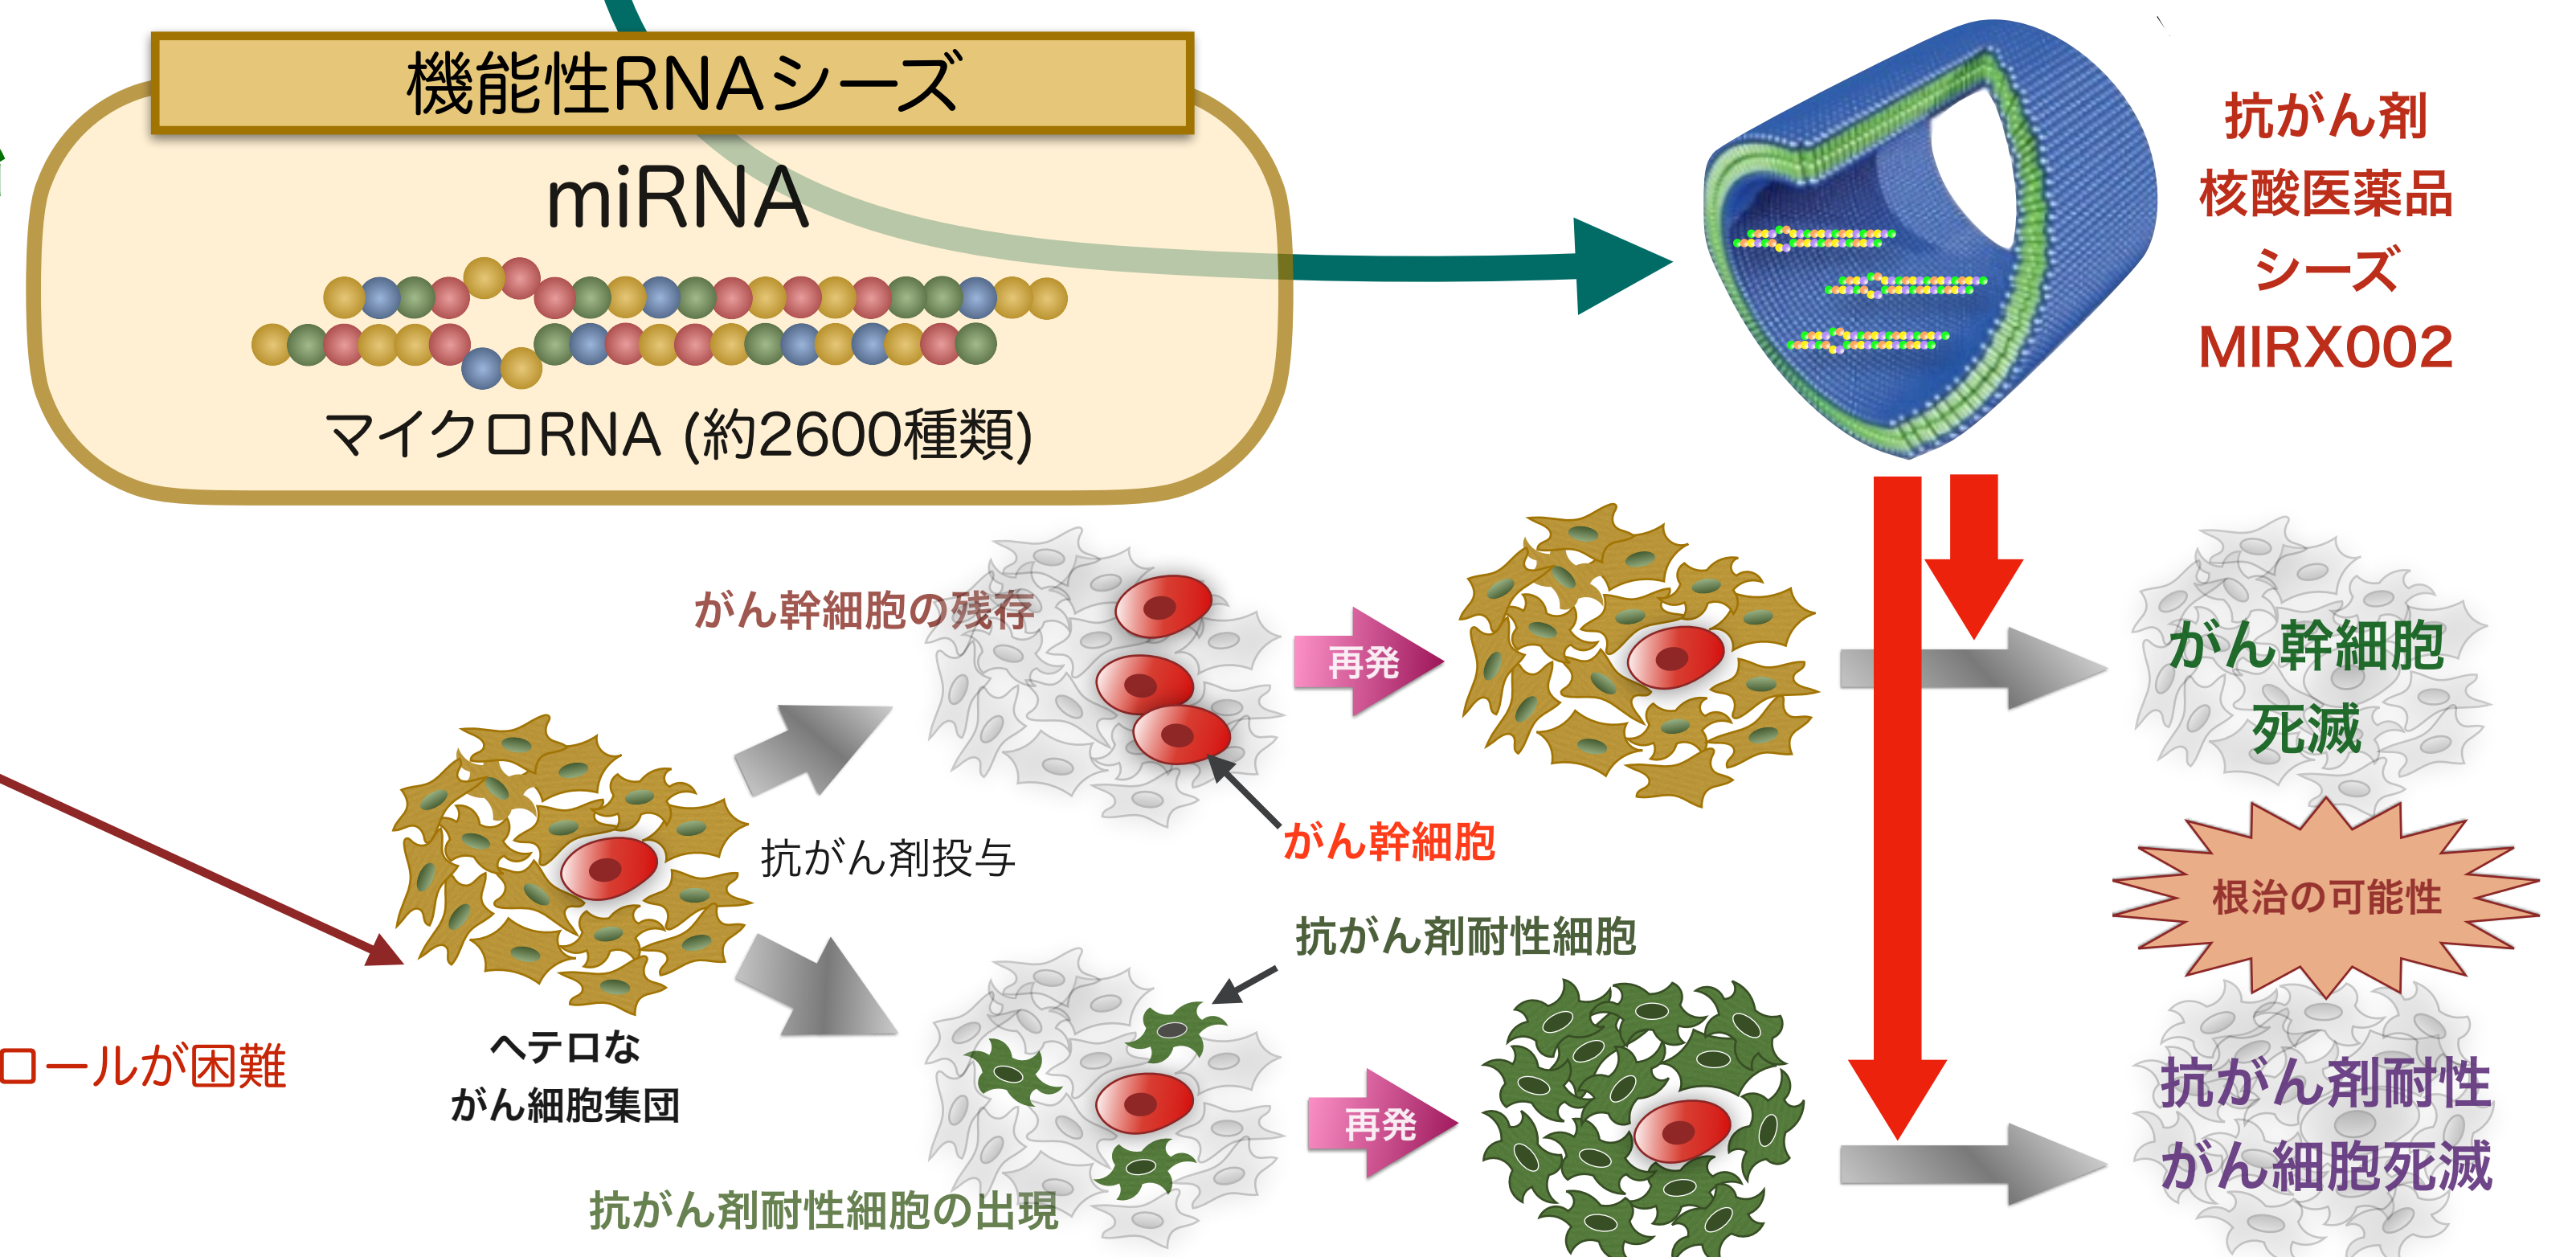 機能性RNAシーズ
miRNA
マイクロRNA (約2600種類)
抗がん剤
核酸医薬品
シーズ
MIRX002
がん幹細胞の残存
再発
がん幹細胞
死滅
抗がん剤投与
がん幹細胞
根治の可能性
抗がん剤耐性細胞
ロールが困難
ヘテロな
がん細胞集団
再発
抗がん剤耐性
がん細胞死滅
抗がん剤耐性細胞の出現